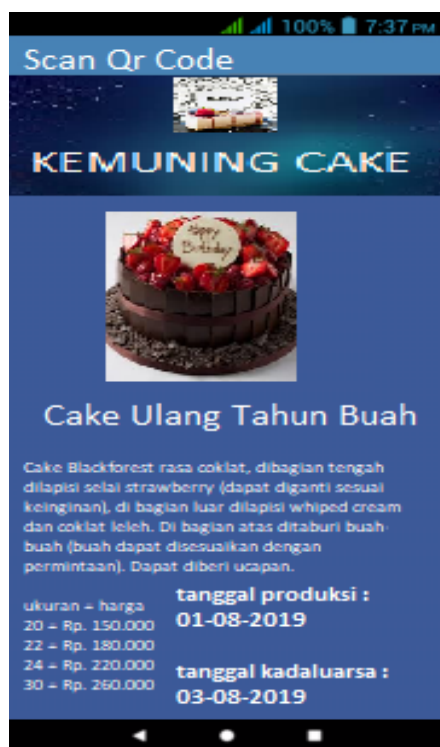 100% 7:37 PM
Scan Qr Code
KEMUNING CAKE
Happy
Birthday
Cake Ulang Tahun Buah
Cake Blackforest rasa coklat, dibagian tengah
dilapisi selai strawberry (dapat diganti sesuai
keinginan), di bagian luar dilapisi whiped cream
dan coklat leleh. Di bagian atas ditaburi buah-
buah (buah dapat disesuaikan dengan
permintaan). Dapat diberi ucapan.
ukuran = harga
20 = Rp. 150.000
22 = Rp. 180.000
24 = Rp. 220.000
30 = Rp. 260.000
tanggal produksi :
01-08-2019
tanggal kadaluarsa :
03-08-2019